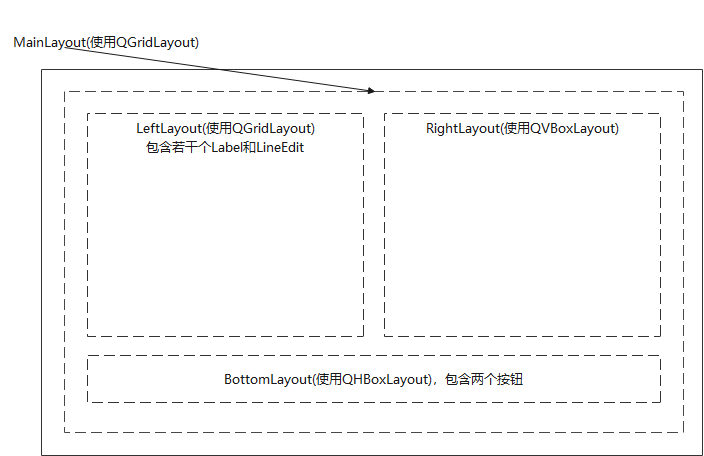 MainLayout(使用QGridLayout)
LeftLayout(使用QGridLayout)
包含若干个Label和LineEdit
RightLayout(使用QVBoxLayout)
BottomLayout(使用QHBoxLayout)，包含两个按钮